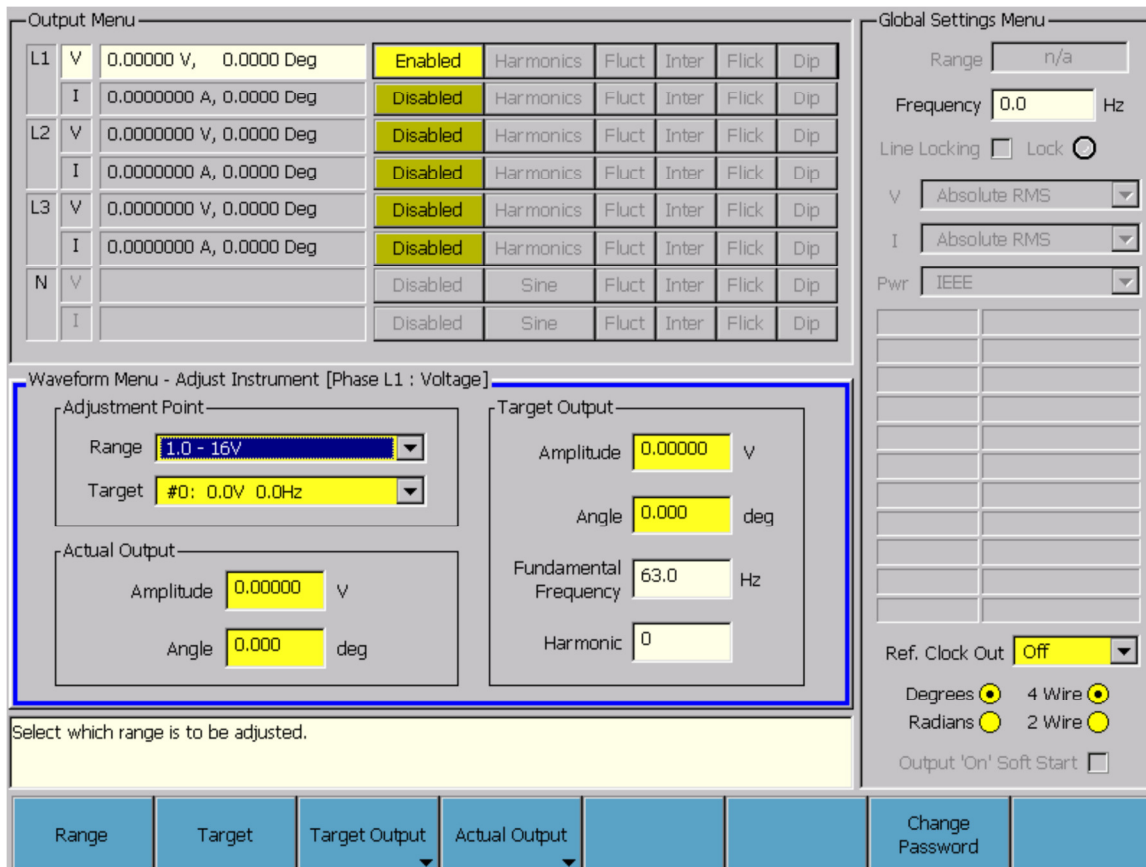 Output Menu
L1 V 0.00000 V, 0.0000 Deg Enabled Harmonics Fluct Inter Flick Dip
I 0.0000000 A, 0.0000 Deg Disabled Harmonics Fluct Inter Flick Dip
L2 V 0.0000000 V, 0.0000 Deg Disabled Harmonics Fluct Inter Flick Dip
I 0.0000000 A, 0.0000 Deg Disabled Harmonics Fluct Inter Flick Dip
L3 V 0.0000000 V, 0.0000 Deg Disabled Harmonics Fluct Inter Flick Dip
I 0.0000000 A, 0.0000 Deg Disabled Harmonics Fluct Inter Flick Dip
N V Disabled Sine Fluct Inter Flick Dip
I Disabled Sine Fluct Inter Flick Dip
Waveform Menu - Adjust Instrument [Phase L1 : Voltage]
Adjustment Point
Range 1.0 - 16V
Target #0: 0.0V 0.0Hz
Actual Output
Amplitude 0.00000 V
Angle 0.000 deg
Target Output
Amplitude 0.00000 V
Angle 0.000 deg
Fundamental
Frequency 63.0 Hz
Harmonic 0
Select which range is to be adjusted.
Global Settings Menu
Range n/a
Frequency 0.0 Hz
Line Locking Lock
V Absolute RMS
I Absolute RMS
Pwr IEEE
Ref. Clock Out Off
Degrees 4 Wire
Radians 2 Wire
Output 'On' Soft Start
Range Target Target Output Actual Output Change
Password